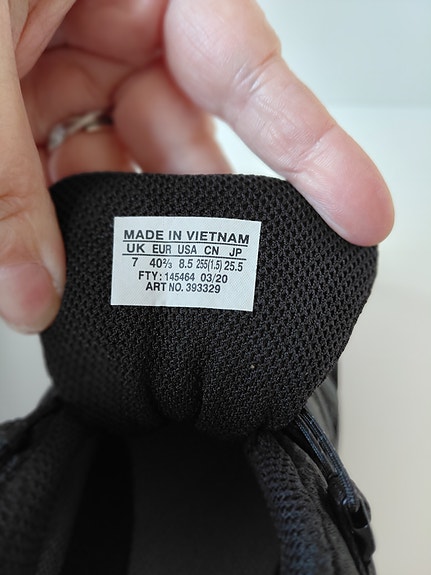 MADE IN VIETNAM
UK EUR USA CN JP
7 40⅔ 8.5 255(1.5) 25.5
FTY: 145464 03/20
ART NO. 393329